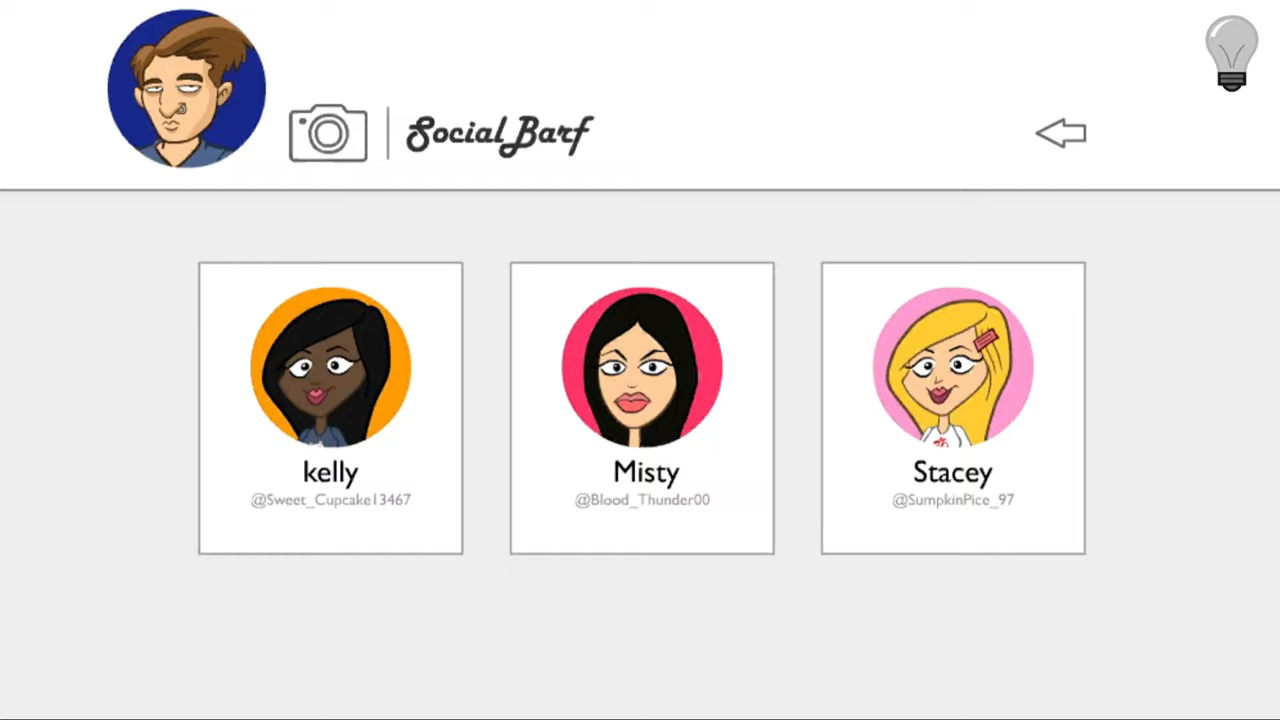 Social Barf
kelly
@Sweet_Cupcake13467
Misty
@Blood_Thunder00
Stacey
@SumpkinPice_97